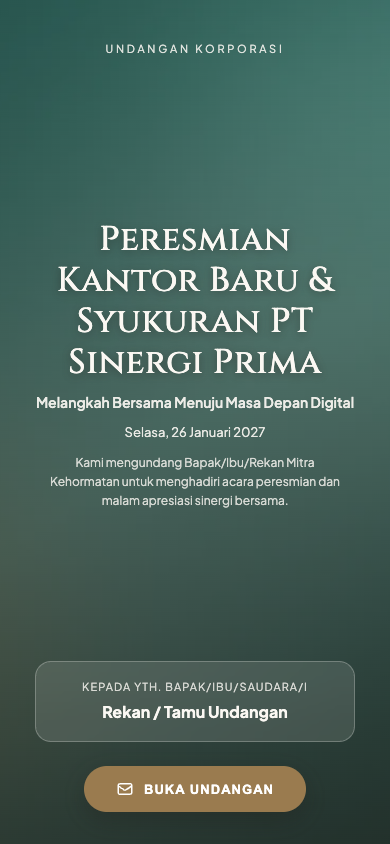 UNDANGAN KORPORASI
Peresmian
Kantor Baru &
Syukuran PT
Sinergi Prima
Melangkah Bersama Menuju Masa Depan Digital
Selasa, 26 Januari 2027
Kami mengundang Bapak/Ibu/Rekan Mitra
Kehormatan untuk menghadiri acara peresmian dan
malam apresiasi sinergi bersama.
KEPADA YTH. BAPAK/IBU/SAUDARA/I
Rekan / Tamu Undangan
BUKA UNDANGAN